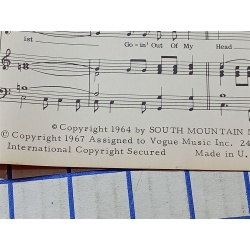 ist Go-in' Out Of My Head
© Copyright 1964 by SOUTH MOUNTAIN
© Copyright 1967 Assigned to Vogue Music Inc. 24
International Copyright Secured Made in U.